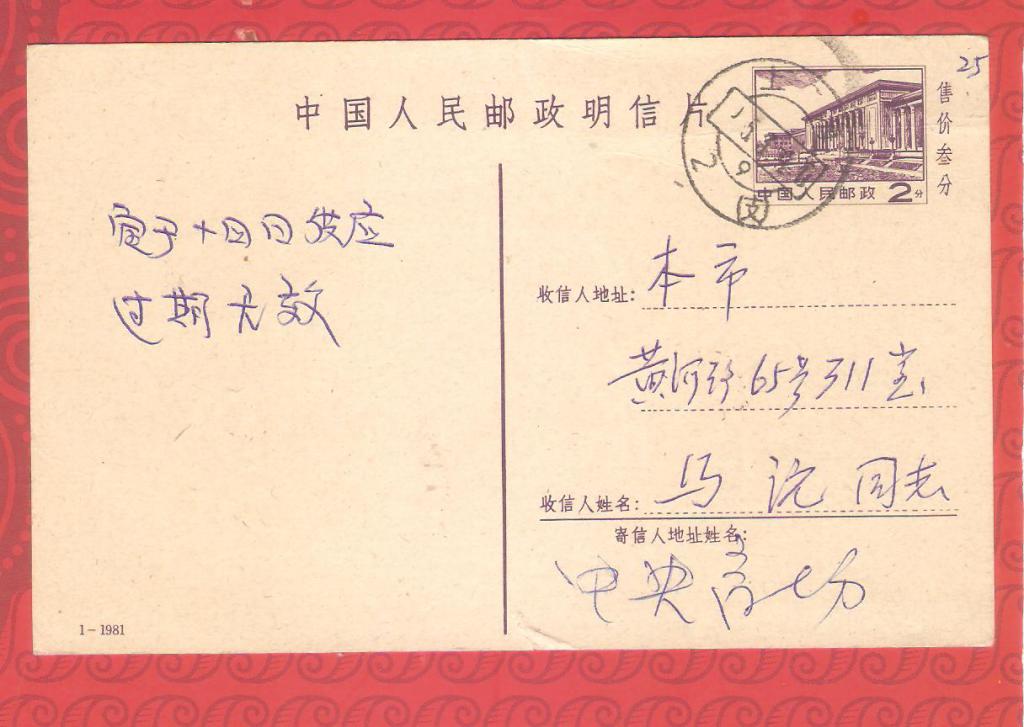 中国人民邮政明信片
25
售价叁分
中国人民邮政 2分
定于十四日供应
过期无效
收信人地址: 本市
黄河路65号311室
收信人姓名: 马 沅 同志
寄信人地址姓名:
中央商场
1-1981